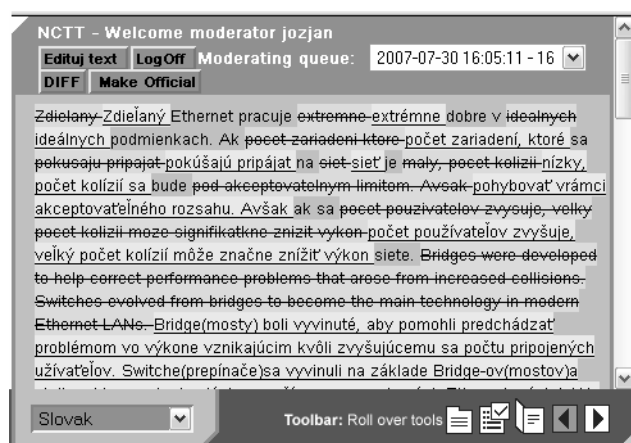 NCTT - Welcome moderator jozjan
Edituj text LogOff Moderating queue: 2007-07-30 16:05:11 - 16
DIFF Make Official
Zdielany Zdieľaný Ethernet pracuje extremne extrémne dobre v idealnych
ideálnych podmienkach. Ak pocet zariadeni ktore počet zariadení, ktoré sa
pokusaju pripajat pokúšajú pripájat na siet sieť je maly, pocet kolizii nízky,
počet kolízií sa bude pod akceptovatelnym limitom. Avsak pohybovať vrámci
akceptovateľného rozsahu. Avšak ak sa pocet pouzivatelov zvysuje, velky
pocet kolizii moze signifikatkne znizit vykon počet používateľov zvyšuje,
veľký počet kolízií môže značne znížiť výkon siete. Bridges were developed
to help correct performance problems that arose from increased collisions.
Switches evolved from bridges to become the main technology in modern
Ethernet LANs. Bridge(mosty) boli vyvinuté, aby pomohli predchádzať
problémom vo výkone vznikajúcim kvôli zvyšujúcemu sa počtu pripojených
užívateľov. Switche(prepínače)sa vyvinuli na základe Bridge-ov(mostov)a
Slovak Toolbar: Roll over tools